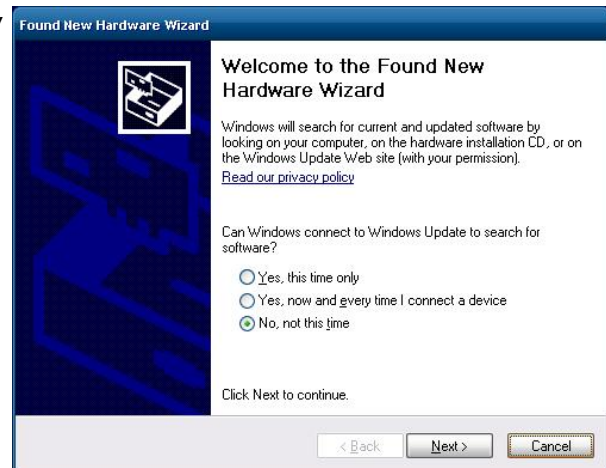 Found New Hardware Wizard
Welcome to the Found New
Hardware Wizard
Windows will search for current and updated software by
looking on your computer, on the hardware installation CD, or on
the Windows Update Web site (with your permission).
Read our privacy policy
Can Windows connect to Windows Update to search for
software?
Yes, this time only
Yes, now and every time I connect a device
No, not this time
Click Next to continue.
< Back
Next >
Cancel